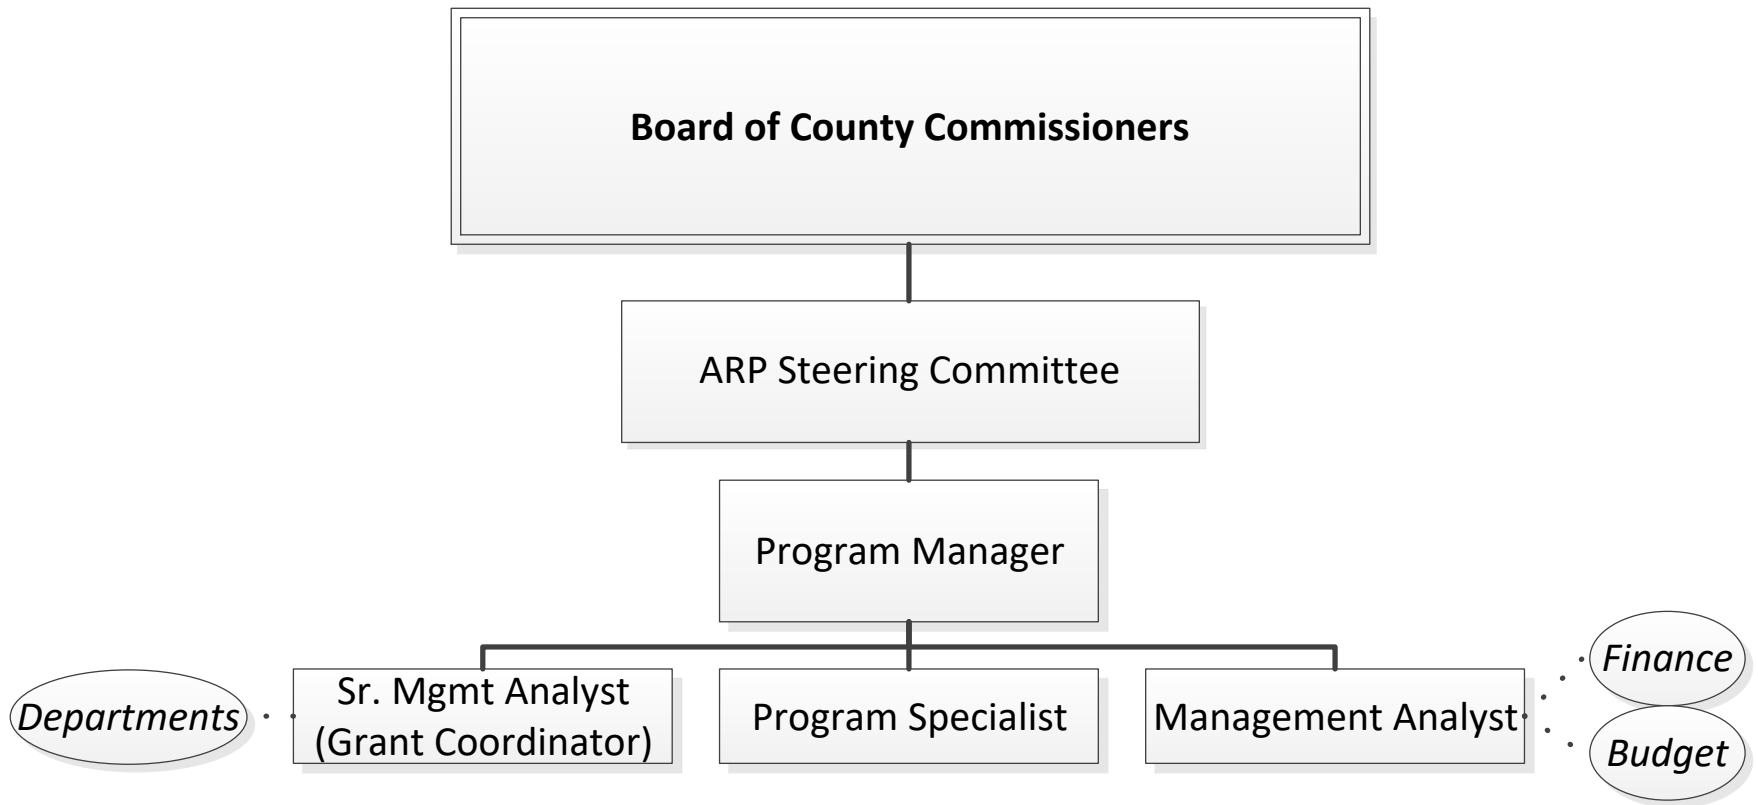 Board of County Commissioners
ARP Steering Committee
Program Manager
Departments
Sr. Mgmt Analyst
(Grant Coordinator)
Program Specialist
Management Analyst
Finance
Budget